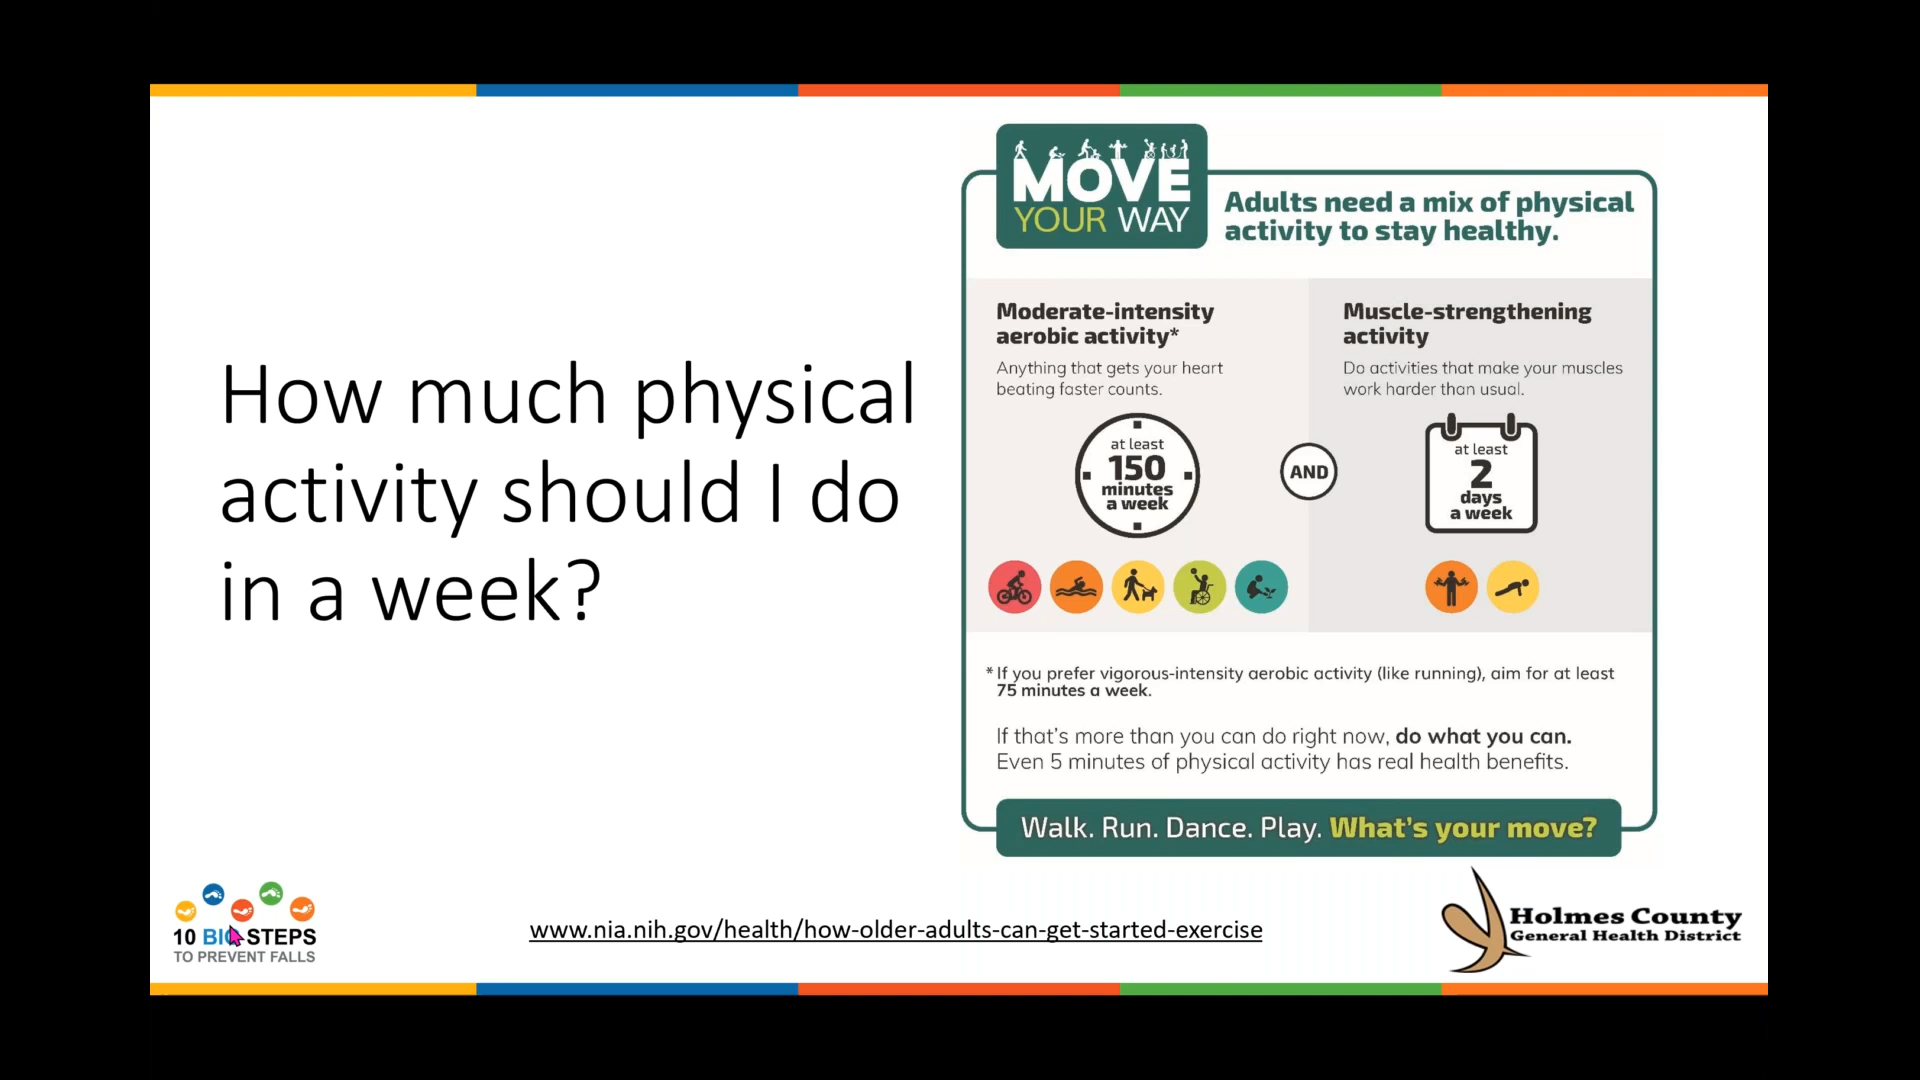 How much physical
activity should I do
in a week?
MOVE
YOUR WAY
Adults need a mix of physical
activity to stay healthy.
Moderate-intensity
aerobic activity*
Anything that gets your heart
beating faster counts.
at least
150
minutes
a week
AND
Muscle-strengthening
activity
Do activities that make your muscles
work harder than usual.
at least
2
days
a week
* If you prefer vigorous-intensity aerobic activity (like running), aim for at least
75 minutes a week.
If that's more than you can do right now, do what you can.
Even 5 minutes of physical activity has real health benefits.
Walk. Run. Dance. Play. What's your move?
10 BIG STEPS
TO PREVENT FALLS
www.nia.nih.gov/health/how-older-adults-can-get-started-exercise
Holmes County
General Health District